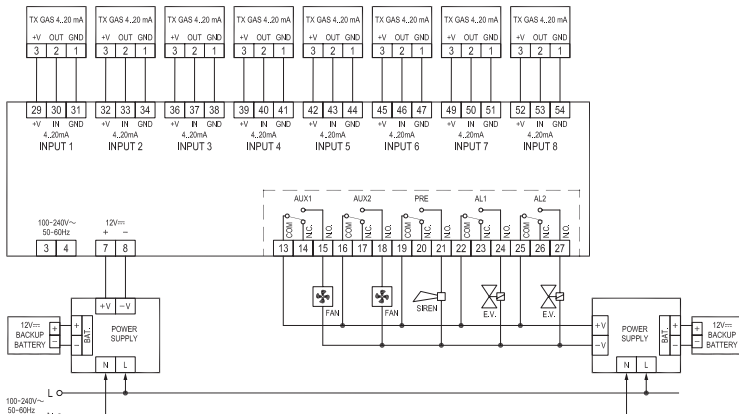 TX GAS 4..20 mA TX GAS 4..20 mA TX GAS 4..20 mA TX GAS 4..20 mA TX GAS 4..20 mA TX GAS 4..20 mA TX GAS 4..20 mA TX GAS 4..20 mA
+V OUT GND +V OUT GND +V OUT GND +V OUT GND +V OUT GND +V OUT GND +V OUT GND +V OUT GND
3 2 1 3 2 1 3 2 1 3 2 1 3 2 1 3 2 1 3 2 1 3 2 1
29 30 31 32 33 34 36 37 38 39 40 41 42 43 44 45 46 47 49 50 51 52 53 54
+V IN GND +V IN GND +V IN GND +V IN GND +V IN GND +V IN GND +V IN GND +V IN GND
4..20mA 4..20mA 4..20mA 4..20mA 4..20mA 4..20mA 4..20mA 4..20mA
INPUT 1 INPUT 2 INPUT 3 INPUT 4 INPUT 5 INPUT 6 INPUT 7 INPUT 8
AUX1 AUX2 PRE AL1 AL2
100-240V~ 12V⎓
50-60Hz + −
COM N.C. N.O. COM N.C. N.O. COM N.C. N.O. COM N.C. N.O. COM N.C. N.O.
3 4 7 8 13 14 15 16 17 18 19 20 21 22 23 24 25 26 27
FAN FAN SIREN E.V. E.V.
+V −V
12V⎓
BACKUP
BATTERY
+ −
+ −
BAT.
POWER
SUPPLY
N L
+V
−V
POWER
SUPPLY
BAT.
+ −
+ −
12V⎓
BACKUP
BATTERY
N L
L
100-240V~
50-60Hz